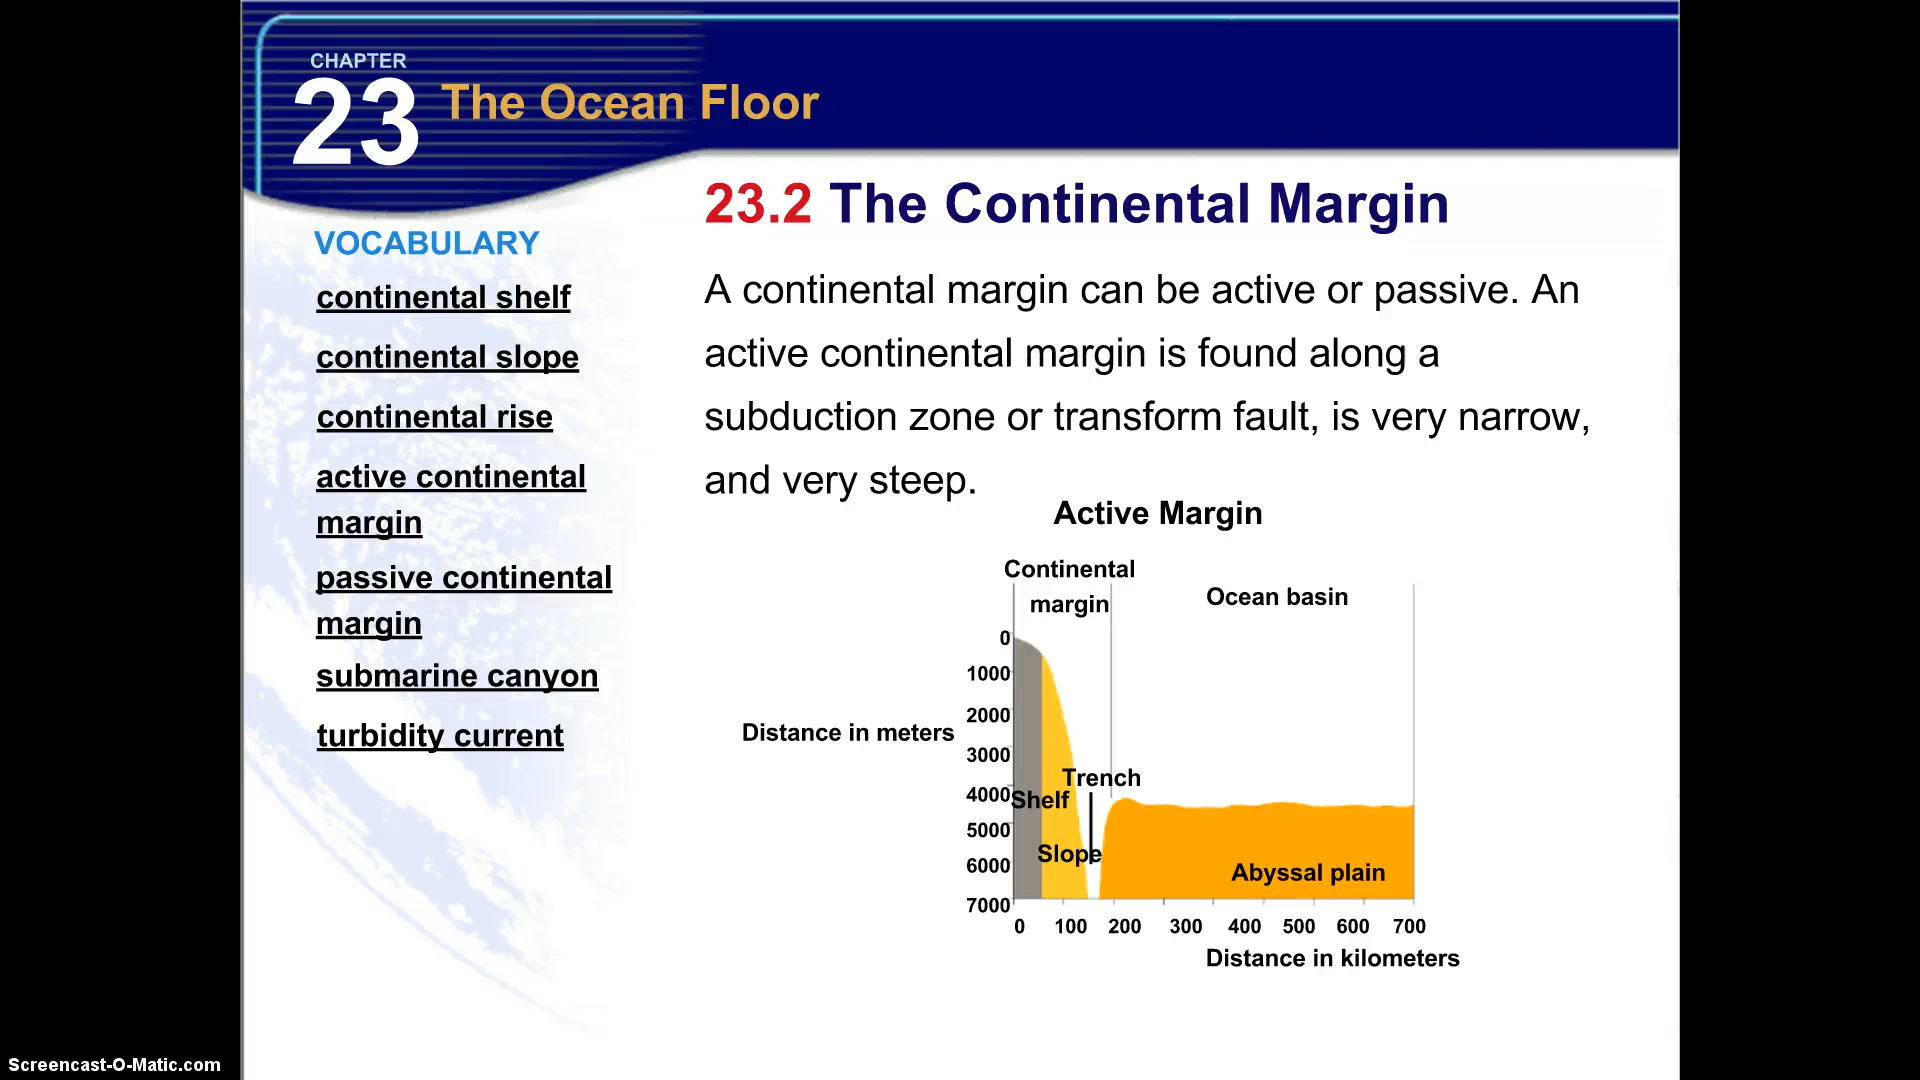 CHAPTER
23 The Ocean Floor
23.2 The Continental Margin
VOCABULARY
continental shelf
continental slope
continental rise
active continental
margin
passive continental
margin
submarine canyon
turbidity current
A continental margin can be active or passive. An
active continental margin is found along a
subduction zone or transform fault, is very narrow,
and very steep.
Active Margin
Continental
margin
Ocean basin
0
1000
2000
3000
4000
5000
6000
7000
Distance in meters
Trench
Shelf
Slope
Abyssal plain
0 100 200 300 400 500 600 700
Distance in kilometers
Screencast-O-Matic.com